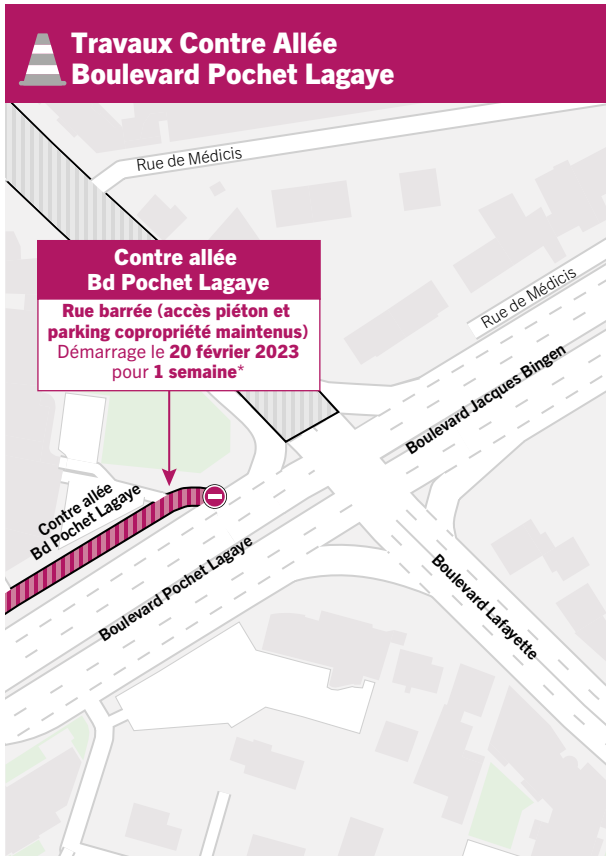 Travaux Contre Allée
Boulevard Pochet Lagaye
Rue de Médicis
Contre allée
Bd Pochet Lagaye
Rue barrée (accès piéton et
parking copropriété maintenus)
Démarrage le 20 février 2023
pour 1 semaine*
Rue de Médicis
Boulevard Jacques Bingen
Contre allée
Bd Pochet Lagaye
Boulevard Pochet Lagaye
Boulevard Lafayette